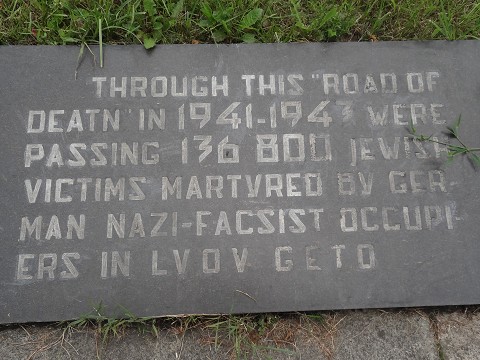 THROUGH THIS "ROAD OF
DEATN" IN 1941-1943 WERE
PASSING 136 800 JEWISH
VICTIMS MARTVRED BY GER-
MAN NAZI-FACSIST OCCUPI-
ERS IN LVOV GETO